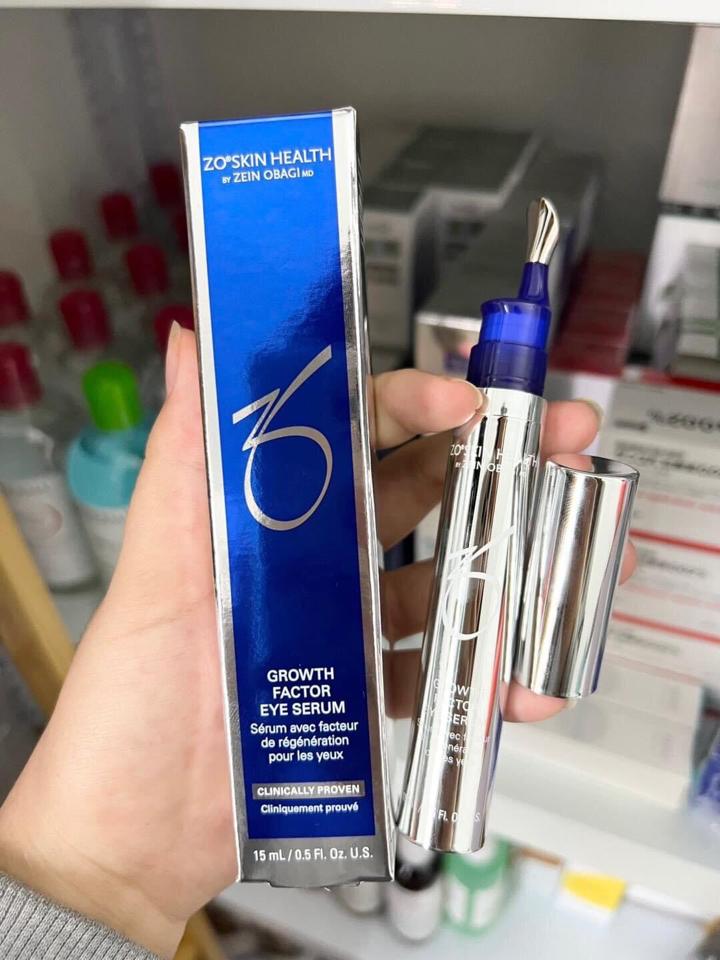 ZO® SKIN HEALTH
BY ZEIN OBAGI MD
GROWTH
FACTOR
EYE SERUM
Sérum avec facteur
de régénération
pour les yeux
CLINICALLY PROVEN
Cliniquement prouvé
15 mL / 0.5 Fl. Oz. U.S.
ZO® SKIN HEALTH
BY ZEIN OBAGI